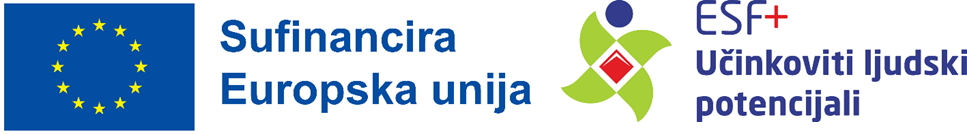 Sufinancira
Europska unija
ESF+
Učinkoviti ljudski
potencijali